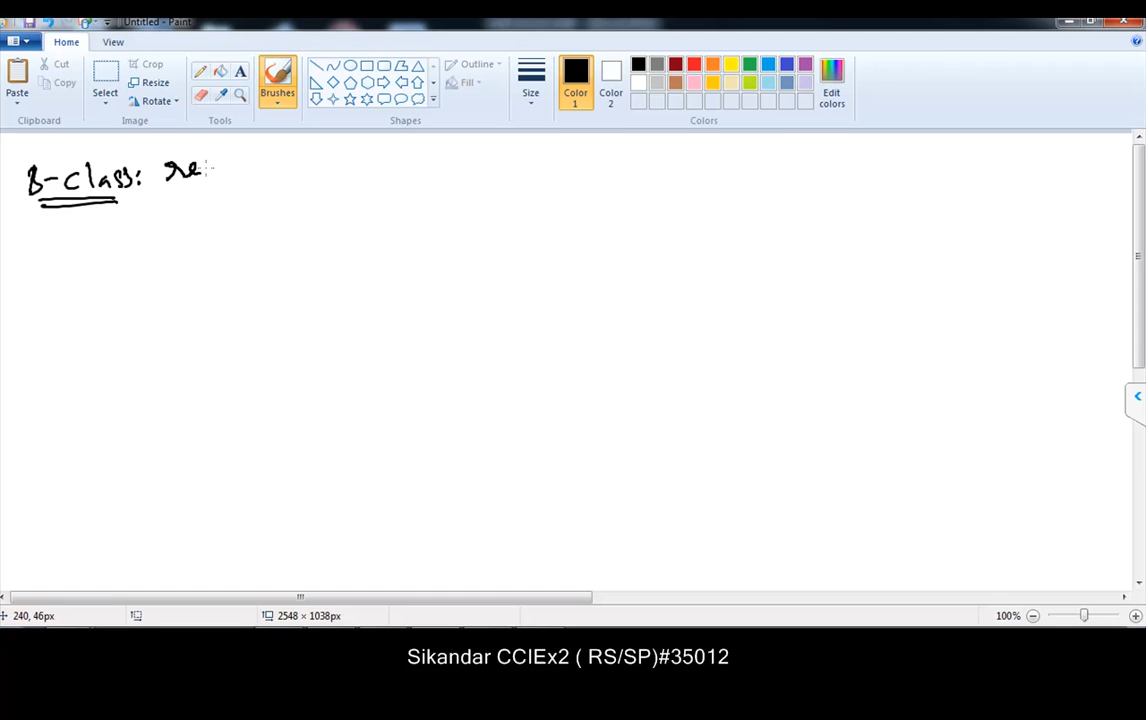 Untitled - Paint
Home View
Cut
Copy
Paste
Clipboard
Crop
Resize
Rotate
Select
Image
A
Tools
Brushes
Outline
Fill
Shapes
Size
Color 1
Color 2
Edit colors
Colors
B-class: re
240, 46px
2548 × 1038px
100%
Sikandar CCIEx2 ( RS/SP)#35012